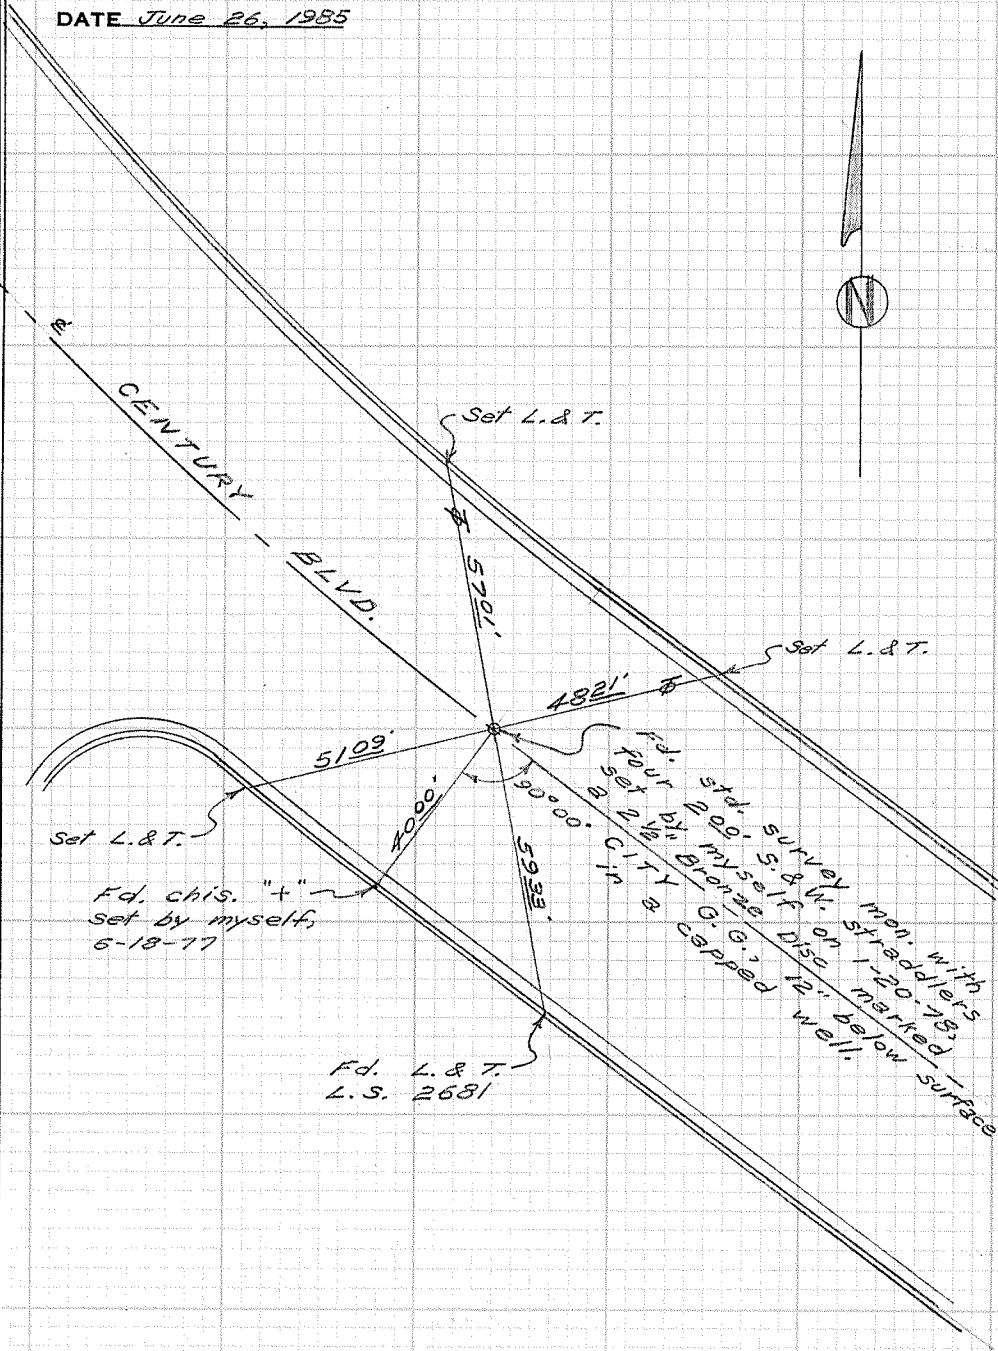 DATE June 26, 1985
N
℄
CENTURY BLVD.
Set L. & T.
57 01'
Set L. & T.
48 21'
51 09'
Set L. & T.
40.00'
90°00'
59 33'
Fd. chis. "+"
set by myself,
6-18-77
Fd. L. & T.
L.S. 2681
Fd. std. survey mon. with
four 2.00' S. & W. straddlers
set by myself on 1-20-78,
a 2 1/2" Bronze Disc marked -
CITY G.G., 12" below surface
in a capped well.